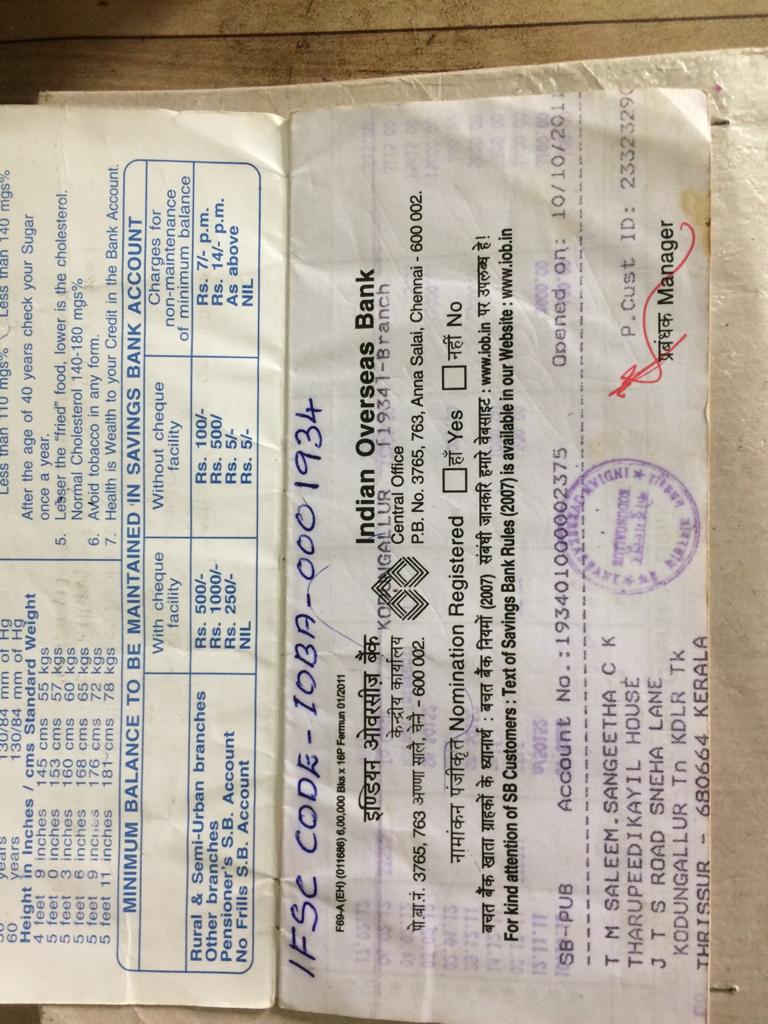 years 130/84 mm of Hg
60 years 130/84 mm of Hg
Height in Inches / cms Standard Weight
4 feet 9 inches 145 cms 55 kgs
5 feet 0 inches 153 cms 57 kgs
5 feet 3 inches 160 cms 60 kgs
5 feet 6 inches 168 cms 65 kgs
5 feet 9 inches 176 cms 72 kgs
5 feet 11 inches 181 cms 78 kgs
Less than 110 mgs% Less than 140 mgs%
After the age of 40 years check your Sugar
once a year.
5. Lesser the "fried" food, lower is the cholesterol.
Normal Cholesterol 140-180 mgs%
6. Avoid tobacco in any form.
7. Health is Wealth to your Credit in the Bank Account.
MINIMUM BALANCE TO BE MAINTAINED IN SAVINGS BANK ACCOUNT
With cheque facility Without cheque facility Charges for non-maintenance of minimum balance
Rural & Semi-Urban branches Rs. 500/- Rs. 100/- Rs. 7/- p.m.
Other branches Rs. 1000/- Rs. 500/ Rs. 14/- p.m.
Pensioner's S.B. Account Rs. 250/- Rs. 5/- As above
No Frills S.B. Account NIL Rs. 5/- NIL
IFSC CODE - IOBA-0001934
F69-A (EH) (011686) 6,00,000 Bks x 16P Fermun 01/2011
इण्डियन ओवरसीज़ बैंक Indian Overseas Bank
KODUNGALLUR [1934]-Branch
केन्द्रीय कार्यालय Central Office
पो.बा.नं. 3765, 763 अण्णा सालै, चेनै - 600 002. P.B. No. 3765, 763, Anna Salai, Chennai - 600 002.
नामांकन पंजीकृत Nomination Registered हाँ Yes नहीं No
बचत बैंक खाता ग्राहकों के ध्यानार्थ : बचत बैंक नियमों (2007) संबंधी जानकरि हमारे वेबसाइट : www.iob.in पर उपलब्ध हे!
For kind attention of SB Customers : Text of Savings Bank Rules (2007) is available in our Website : www.iob.in
SB-PUB Account No.:193401000002375 Opened on: 10/10/2011
T M SALEEM.SANGEETHA C K
THARUPEEDIKAYIL HOUSE P.Cust ID: 2332329
J T S ROAD SNEHA LANE
प्रबंधक Manager
KODUNGALLUR Tn KDLR TK
THRISSUR - 680664 KERALA
INDIAN OVERSEAS BANK
KODUNGALLUR